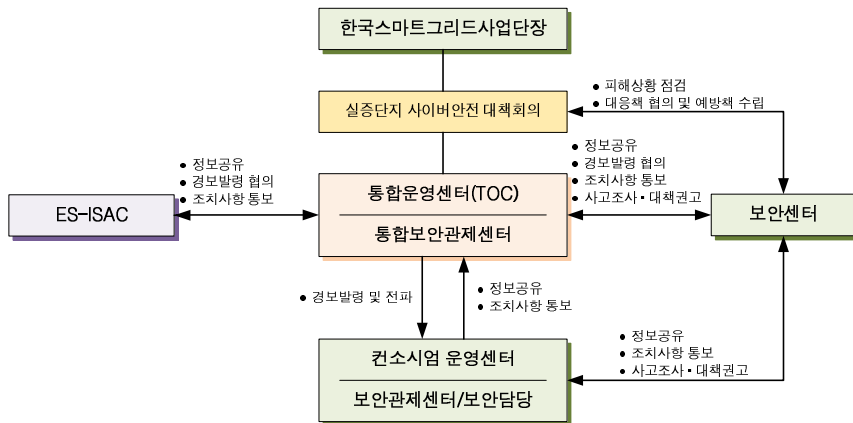 한국스마트그리드사업단장
실증단지 사이버안전 대책회의
● 피해상황 점검
● 대응책 협의 및 예방책 수립
● 정보공유
● 경보발령 협의
● 조치사항 통보
● 정보공유
● 경보발령 협의
● 조치사항 통보
● 사고조사・대책권고
ES-ISAC
통합운영센터(TOC)
통합보안관제센터
보안센터
● 경보발령 및 전파
● 정보공유
● 조치사항 통보
● 정보공유
● 조치사항 통보
● 사고조사・대책권고
컨소시엄 운영센터
보안관제센터/보안담당